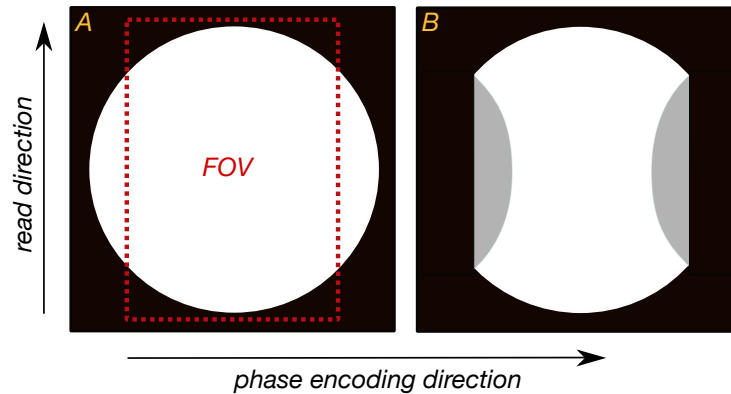 A
B
FOV
read direction
phase encoding direction